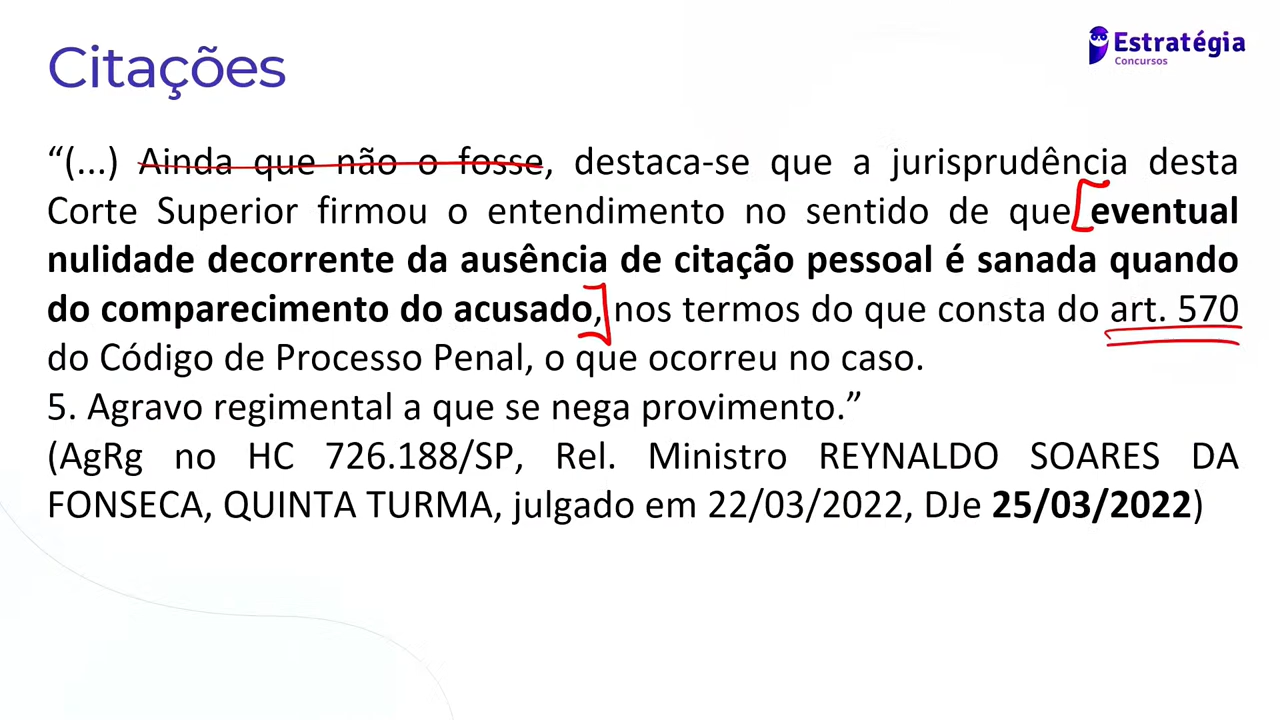 Citações
Estratégia
Concursos
“(...) Ainda que não o fosse, destaca-se que a jurisprudência desta
Corte Superior firmou o entendimento no sentido de que eventual
nulidade decorrente da ausência de citação pessoal é sanada quando
do comparecimento do acusado, nos termos do que consta do art. 570
do Código de Processo Penal, o que ocorreu no caso.
5. Agravo regimental a que se nega provimento.”
(AgRg no HC 726.188/SP, Rel. Ministro REYNALDO SOARES DA
FONSECA, QUINTA TURMA, julgado em 22/03/2022, DJe 25/03/2022)